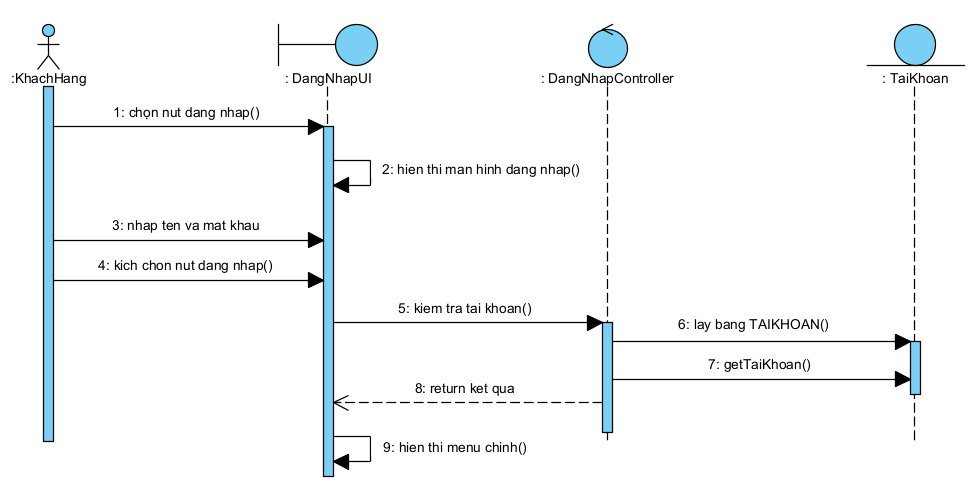 :KhachHang
: DangNhapUI
: DangNhapController
: TaiKhoan
1: chọn nut dang nhap()
2: hien thi man hinh dang nhap()
3: nhap ten va mat khau
4: kich chon nut dang nhap()
5: kiem tra tai khoan()
6: lay bang TAIKHOAN()
7: getTaiKhoan()
8: return ket qua
9: hien thi menu chinh()